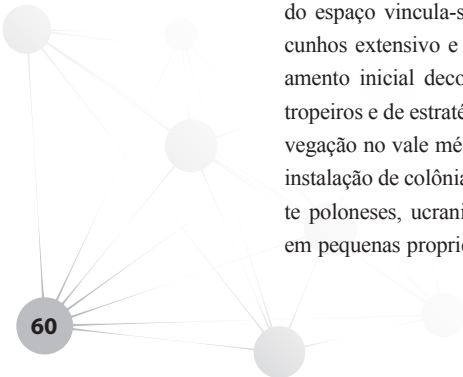 do espaço vincula-s
cunhos extensivo e
amento inicial deco
tropeiros e de estraté
vegação no vale mé
instalação de colônia
te poloneses, ucrani
em pequenas proprie
60